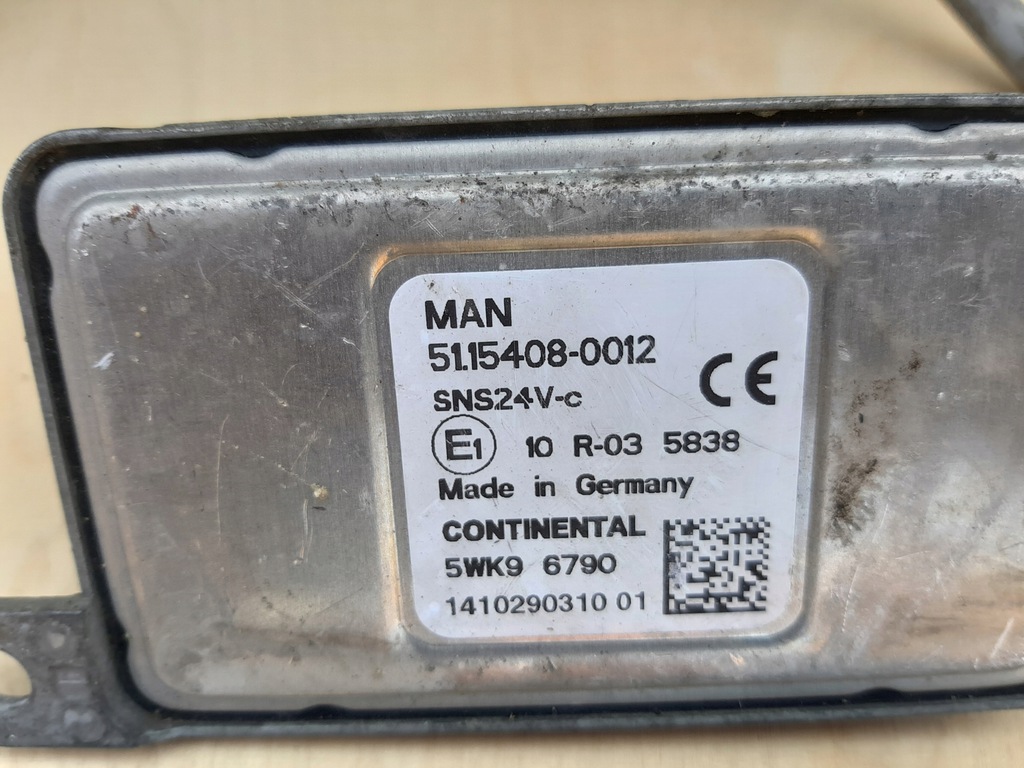 MAN
51.15408-0012
SNS24V-c
CE
E1 10 R-03 5838
Made in Germany
CONTINENTAL
5WK9 6790
1410290310 01